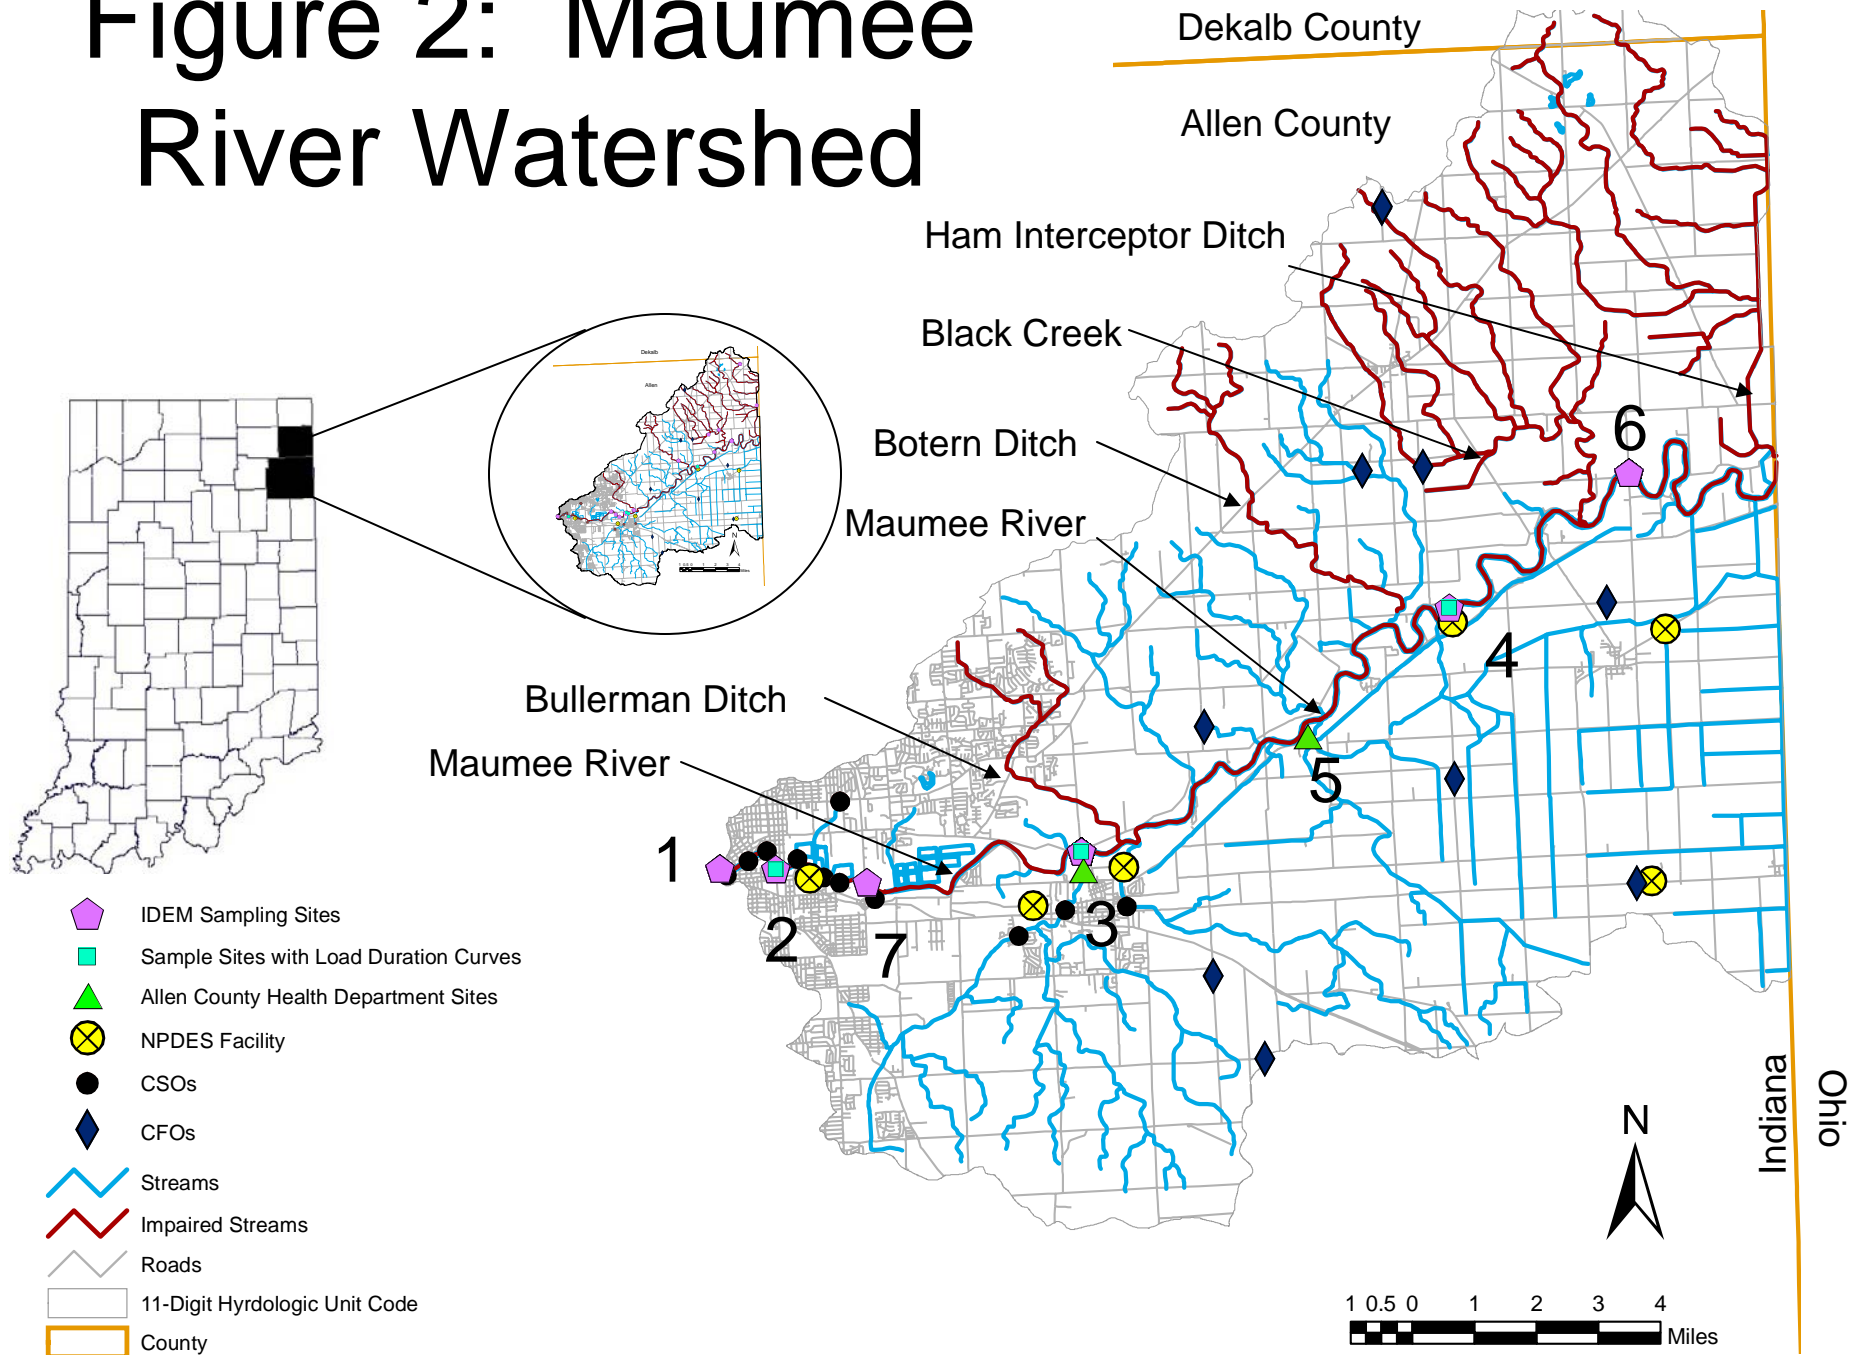 Figure 2: Maumee
River Watershed
Dekalb County
Allen County
Ham Interceptor Ditch
Black Creek
Botern Ditch
Maumee River
Bullerman Ditch
Maumee River
Dekalb
Allen
N
Miles
1
2
3
4
5
6
7
IDEM Sampling Sites
Sample Sites with Load Duration Curves
Allen County Health Department Sites
NPDES Facility
CSOs
CFOs
Streams
Impaired Streams
Roads
11-Digit Hyrdologic Unit Code
County
Indiana
Ohio
N
1 0.5 0 1 2 3 4
Miles